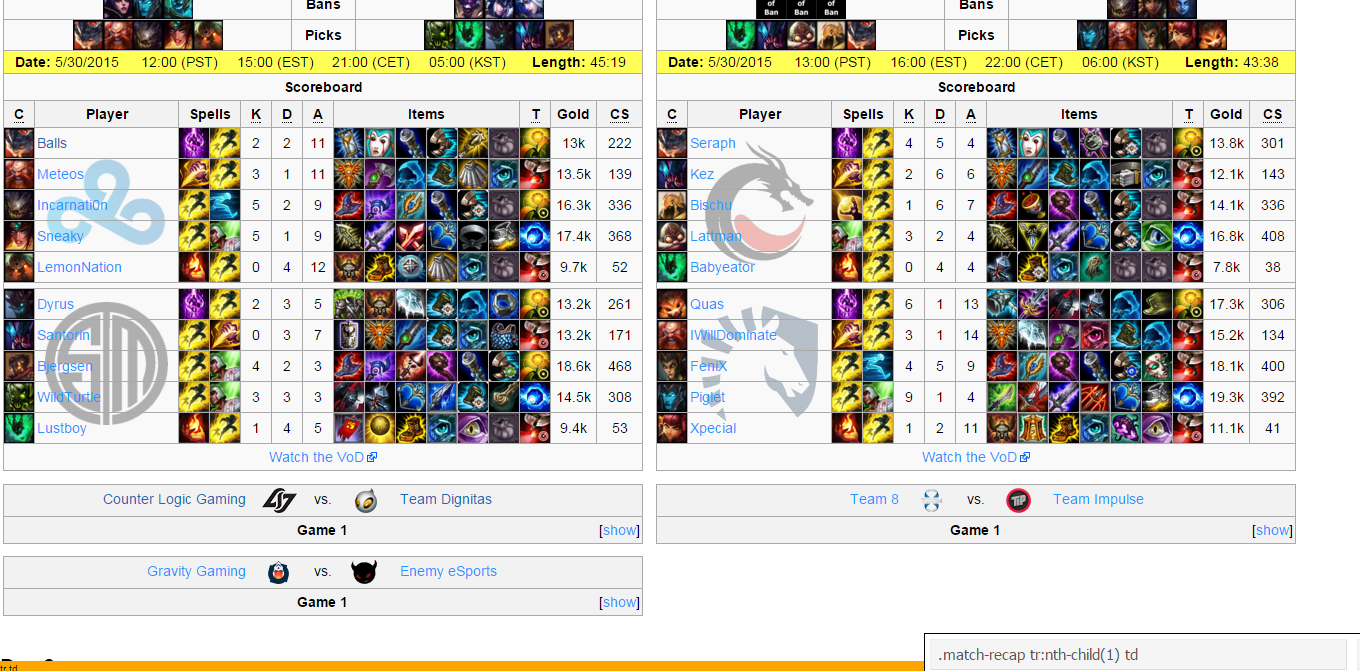 Bans
of Ban of Ban of Ban
Bans
Picks
Picks
Date: 5/30/2015 12:00 (PST) 15:00 (EST) 21:00 (CET) 05:00 (KST) Length: 45:19
Scoreboard
C Player Spells K D A Items T Gold CS
Balls 2 2 11 13k 222
Meteos 3 1 11 13.5k 139
Incarnati0n 5 2 9 16.3k 336
Sneaky 5 1 9 17.4k 368
LemonNation 0 4 12 9.7k 52
Dyrus 2 3 5 13.2k 261
Santorin 0 3 7 13.2k 171
Bjergsen 4 2 3 18.6k 468
WildTurtle 3 3 3 14.5k 308
Lustboy 1 4 5 9.4k 53
Watch the VoD
Date: 5/30/2015 13:00 (PST) 16:00 (EST) 22:00 (CET) 06:00 (KST) Length: 43:38
Scoreboard
C Player Spells K D A Items T Gold CS
Seraph 4 5 4 13.8k 301
Kez 2 6 6 12.1k 143
Bischu 1 6 7 14.1k 336
Lattman 3 2 4 16.8k 408
Babyeator 0 4 4 7.8k 38
Quas 6 1 13 17.3k 306
IWillDominate 3 1 14 15.2k 134
FeniX 4 5 9 18.1k 400
Piglet 9 1 4 19.3k 392
Xpecial 1 2 11 11.1k 41
Watch the VoD
Counter Logic Gaming vs. Team Dignitas
Game 1 [show]
Team 8 vs. TiP Team Impulse
Game 1 [show]
Gravity Gaming vs. Enemy eSports
Game 1 [show]
tr td
.match-recap tr:nth-child(1) td